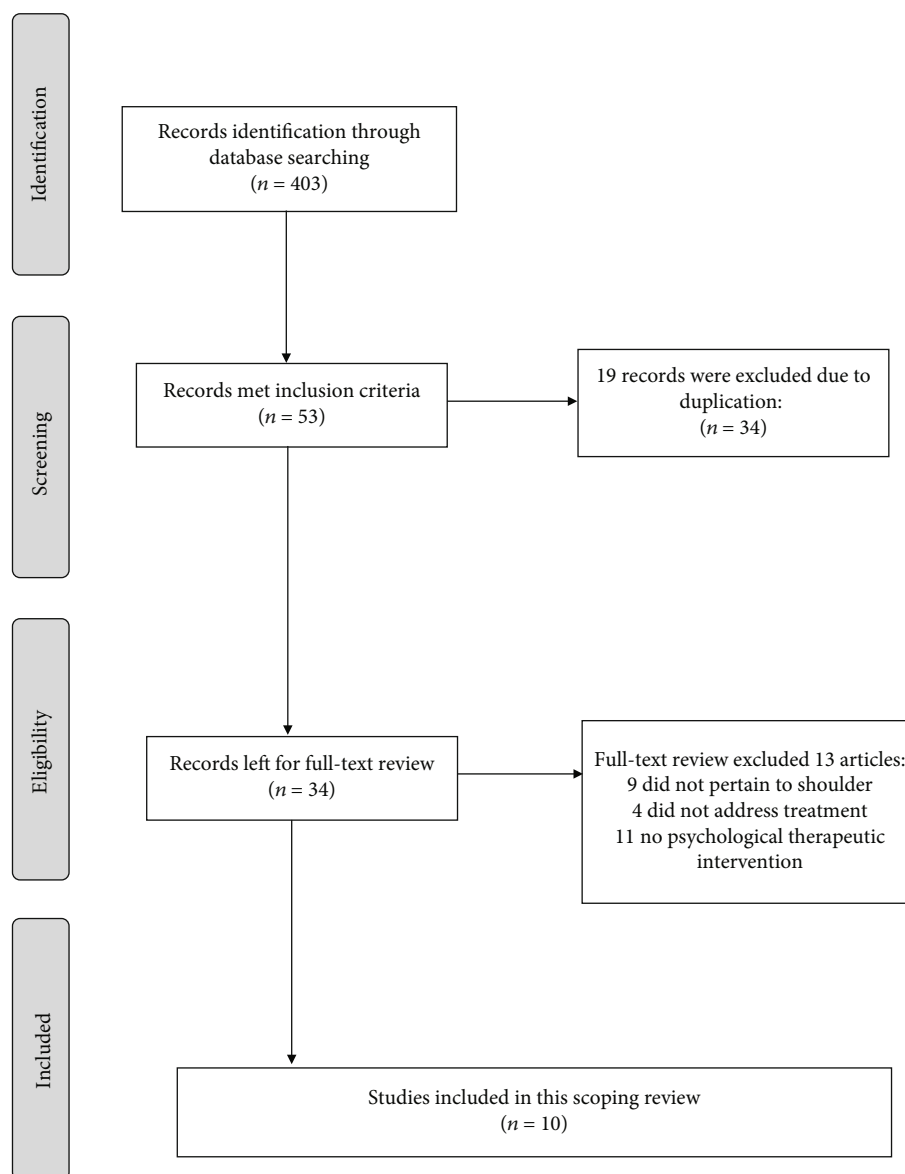 Identification
Records identification through
database searching
(n = 403)
Screening
Records met inclusion criteria
(n = 53)
19 records were excluded due to
duplication:
(n = 34)
Eligibility
Records left for full-text review
(n = 34)
Full-text review excluded 13 articles:
9 did not pertain to shoulder
4 did not address treatment
11 no psychological therapeutic
intervention
Included
Studies included in this scoping review
(n = 10)